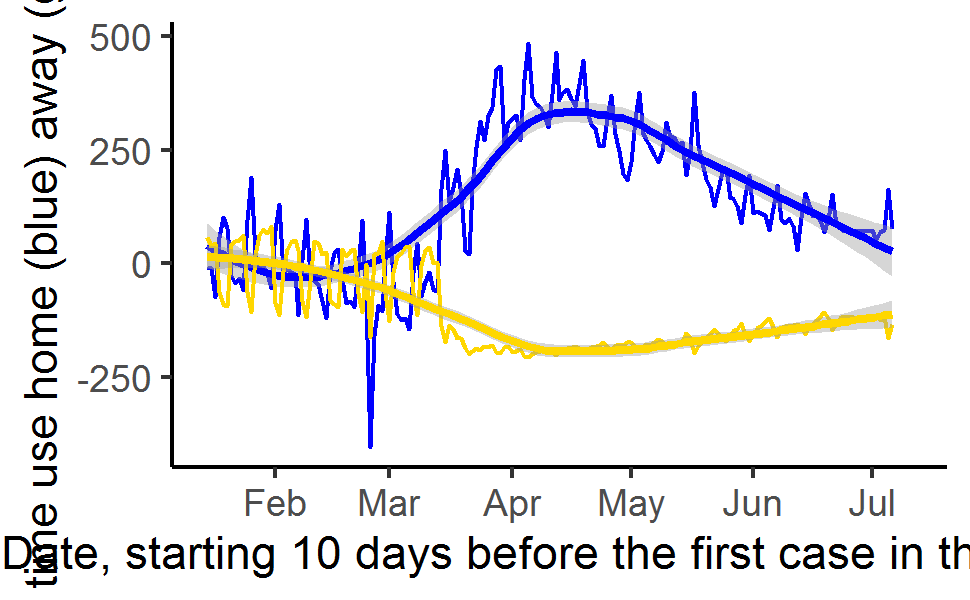 time use home (blue) away (
500
250
0
-250
Feb Mar Apr May Jun Jul
Date, starting 10 days before the first case in th